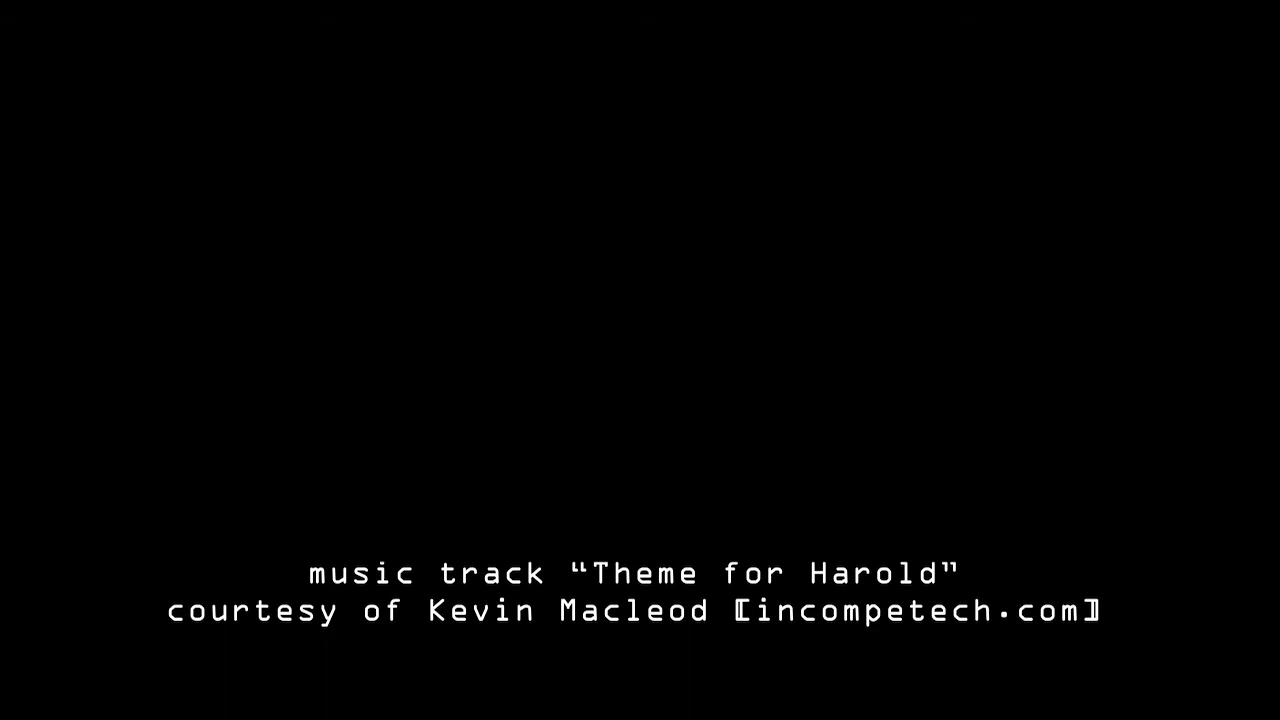 music track “Theme for Harold”
courtesy of Kevin Macleod [incompetech.com]